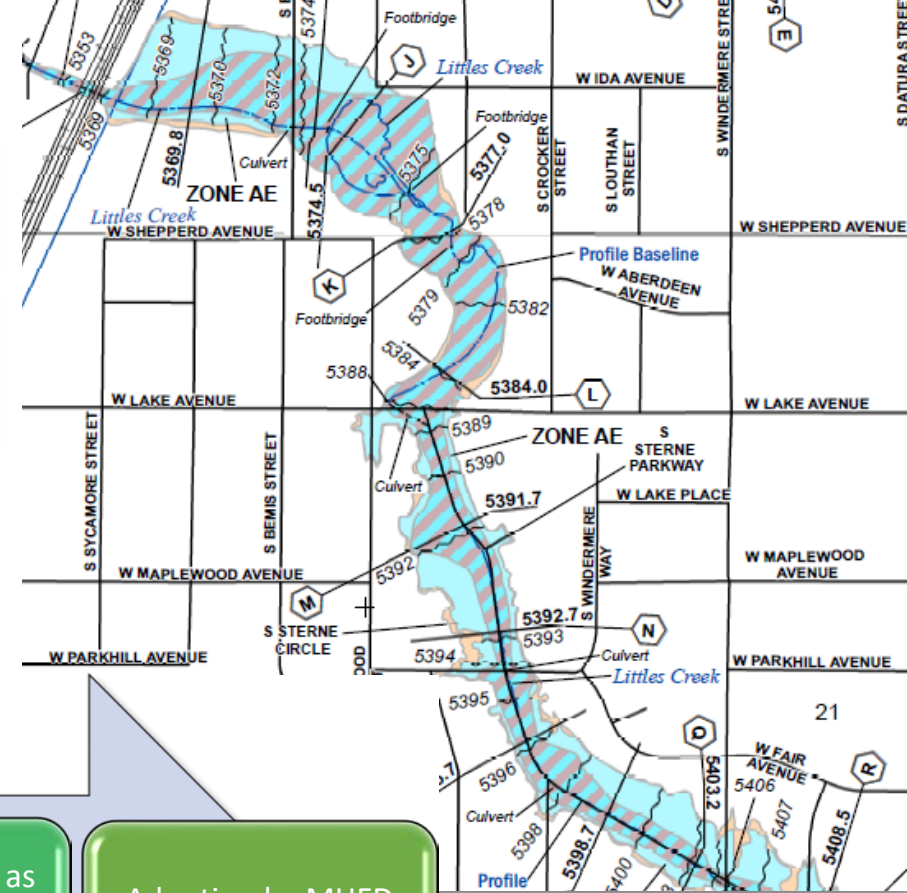 S WINDERMERE STREET
E
Footbridge
5374
5353
J
Littles Creek
5369
5370
5372
W IDA AVENUE
Footbridge
5369
5369.8
Culvert
5375
5377.0
S CROCKER
STREET
S LOUTHAN
STREET
ZONE AE
5374.5
5378
Littles Creek
W SHEPPERD AVENUE
W SHEPPERD AVENUE
Profile Baseline
K
W ABERDEEN
AVENUE
5379
5382
Footbridge
5384
5388
5384.0
L
W LAKE AVENUE
W LAKE AVENUE
5389
ZONE AE
S
STERNE
PARKWAY
S SYCAMORE STREET
S BEMIS STREET
5390
Culvert
5391.7
W LAKE PLACE
S WINDERMERE
WAY
W MAPLEWOOD AVENUE
5392
W MAPLEWOOD
AVENUE
M
5392.7
N
S STERNE
CIRCLE
5393
W PARKHILL AVENUE
OOD
5394
Culvert
W PARKHILL AVENUE
Littles Creek
5395
21
Q
W FAIR
AVENUE
R
5396
5403.2
5406
5407
5408.5
Culvert
5398
5398.7
5400
Profile
as